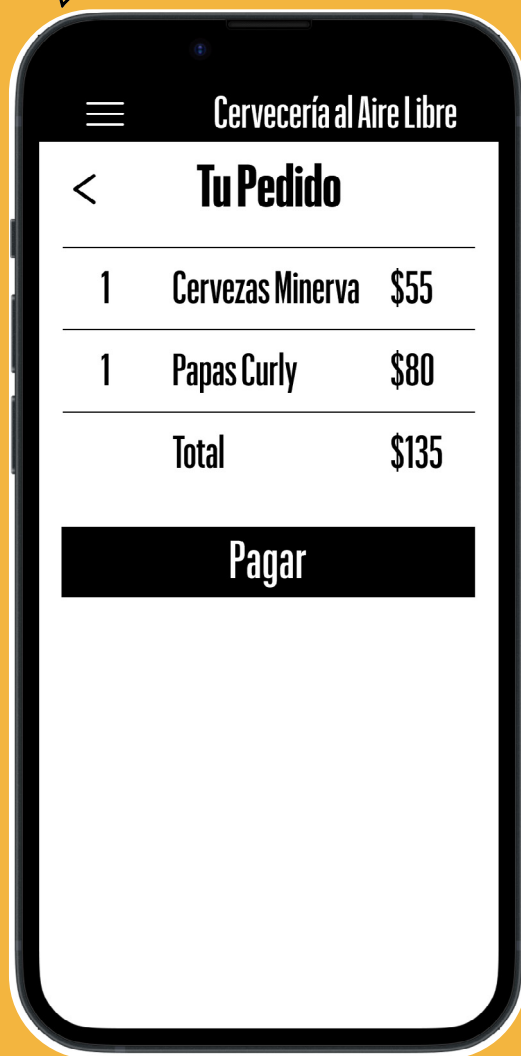 Cervecería al Aire Libre
< Tu Pedido
1 Cervezas Minerva $55
1 Papas Curly $80
Total $135
Pagar